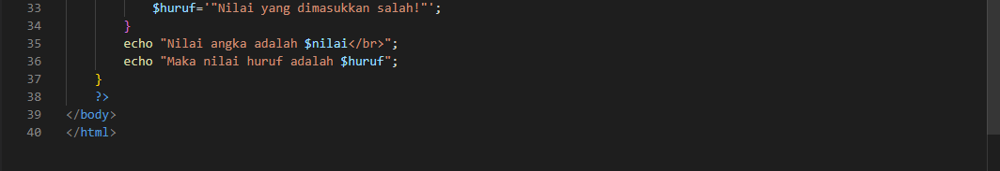 33 $huruf='"Nilai yang dimasukkan salah!"';
34 }
35 echo "Nilai angka adalah $nilai</br>";
36 echo "Maka nilai huruf adalah $huruf";
37 }
38 ?>
39 </body>
40 </html>